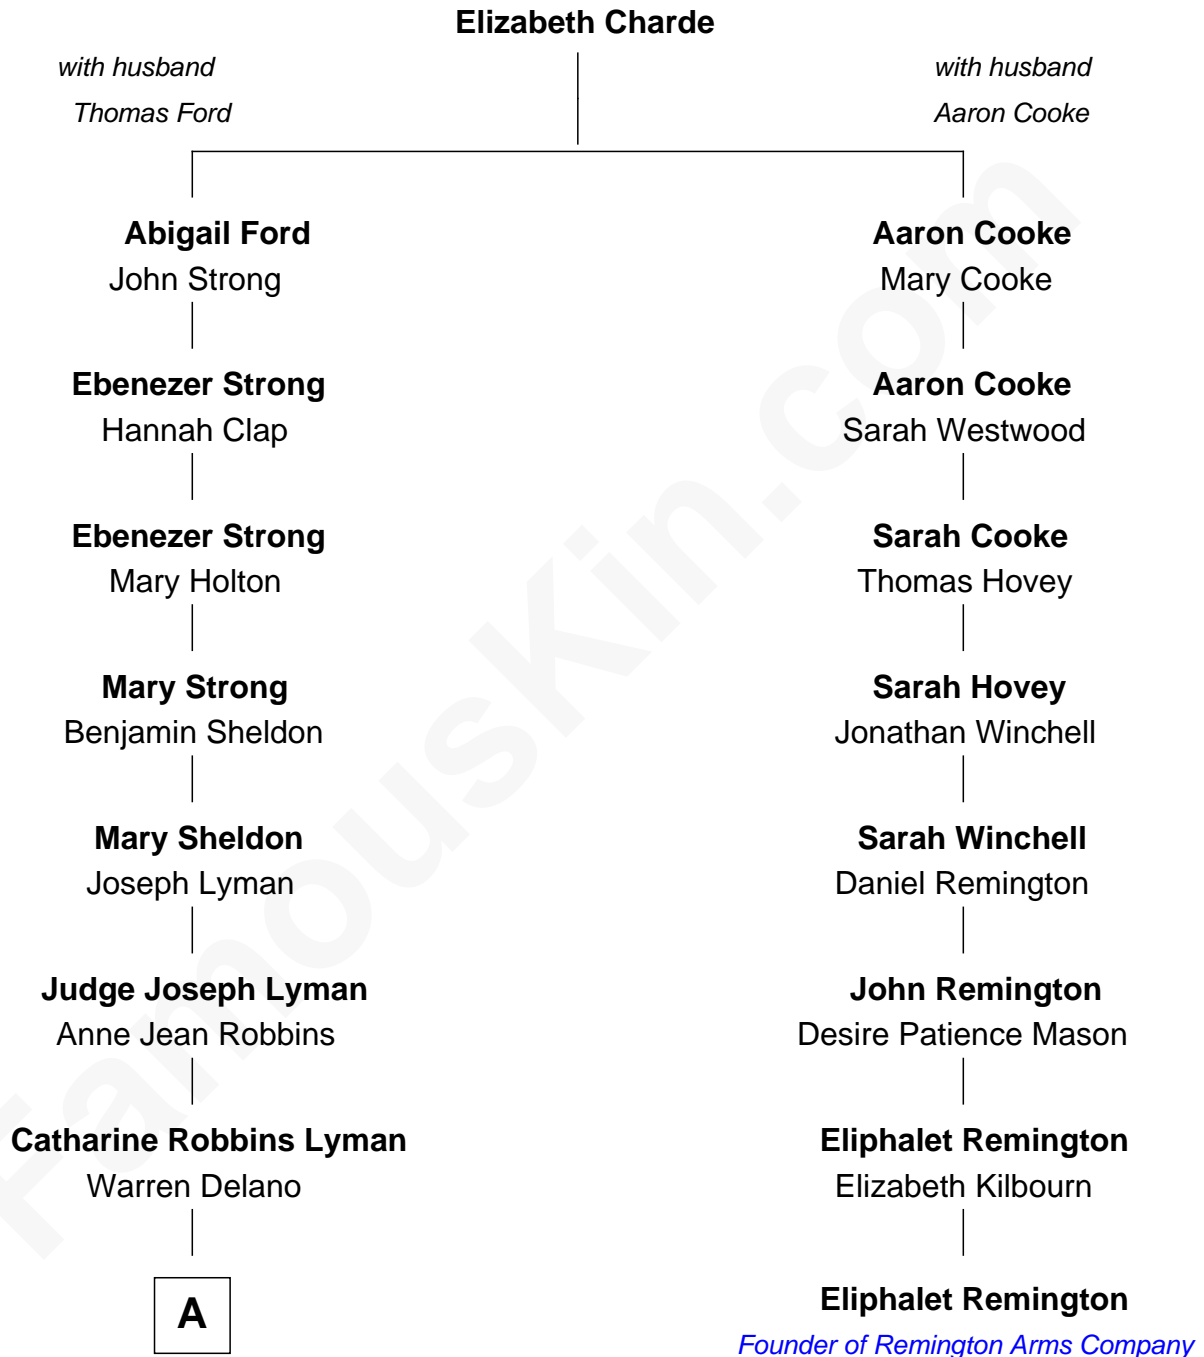 Elizabeth Charde
with husband
Thomas Ford
with husband
Aaron Cooke
Abigail Ford
John Strong
Aaron Cooke
Mary Cooke
Ebenezer Strong
Hannah Clap
Aaron Cooke
Sarah Westwood
Ebenezer Strong
Mary Holton
Sarah Cooke
Thomas Hovey
Mary Strong
Benjamin Sheldon
Sarah Hovey
Jonathan Winchell
Mary Sheldon
Joseph Lyman
Sarah Winchell
Daniel Remington
Judge Joseph Lyman
Anne Jean Robbins
John Remington
Desire Patience Mason
Catharine Robbins Lyman
Warren Delano
Eliphalet Remington
Elizabeth Kilbourn
A
Eliphalet Remington
Founder of Remington Arms Company
FamousKin.com